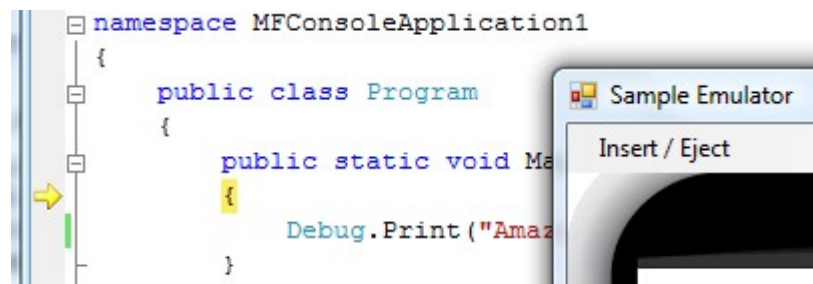 namespace MFConsoleApplication1
{
public class Program
{
public static void Ma
{
Debug.Print("Amaz
}
Sample Emulator
Insert / Eject